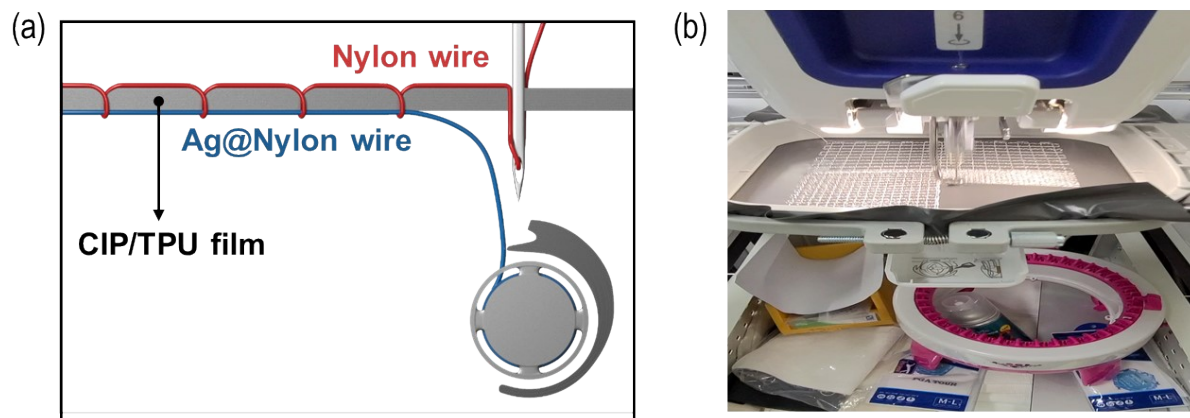 (a)
Nylon wire
Ag@Nylon wire
CIP/TPU film
(b)
6
M·L
M·L